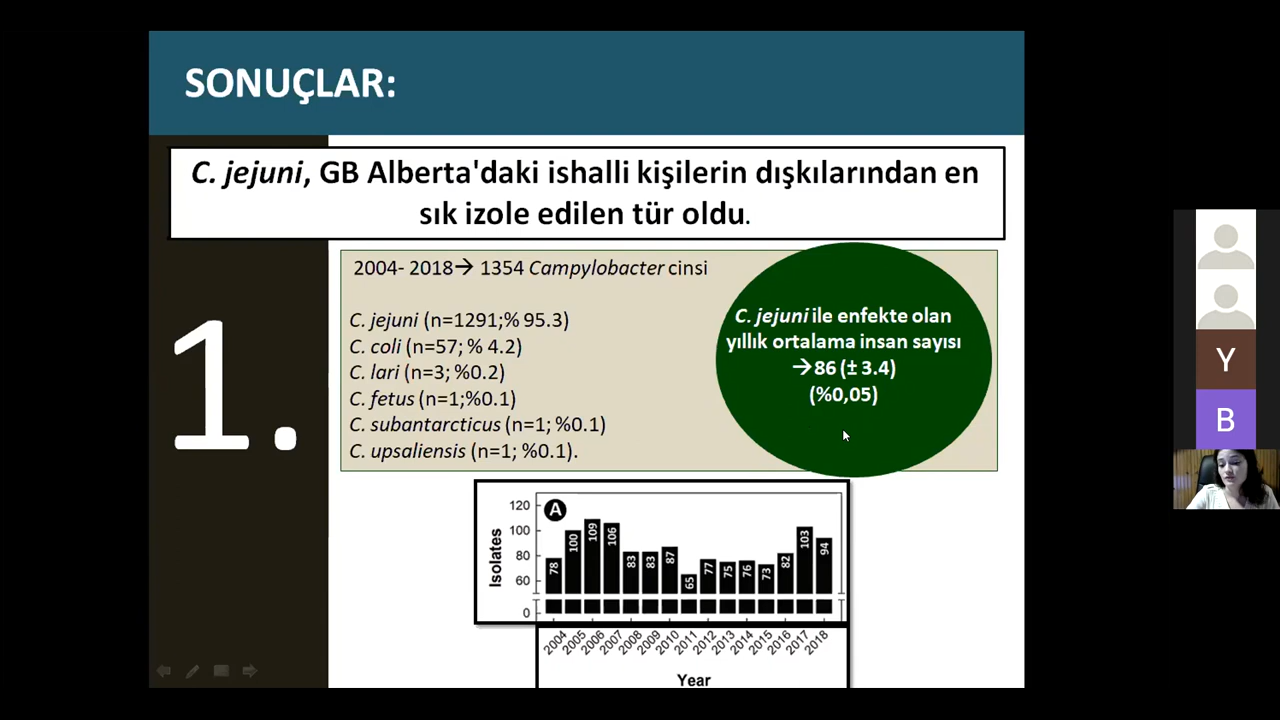 SONUÇLAR:
C. jejuni, GB Alberta'daki ishalli kişilerin dışkılarından en
sık izole edilen tür oldu.
1.
2004- 2018→ 1354 Campylobacter cinsi
C. jejuni (n=1291;% 95.3)
C. coli (n=57; % 4.2)
C. lari (n=3; %0.2)
C. fetus (n=1;%0.1)
C. subantarcticus (n=1; %0.1)
C. upsaliensis (n=1; %0.1).
C. jejuni ile enfekte olan
yıllık ortalama insan sayısı
→86 (± 3.4)
(%0,05)
A
Isolates
120
100
80
60
0
78 100 109 106 83 83 87 65 77 75 76 73 82 103 94
2004 2005 2006 2007 2008 2009 2010 2011 2012 2013 2014 2015 2016 2017 2018
Year
Y
B